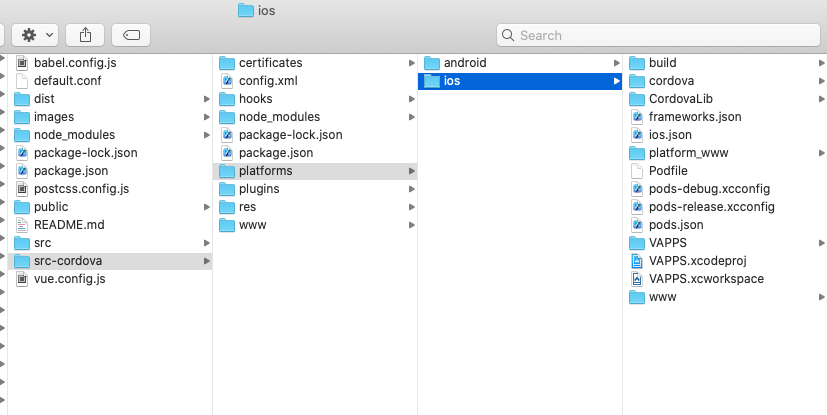 ios
Search
babel.config.js
default.conf
dist
images
node_modules
package-lock.json
package.json
postcss.config.js
public
README.md
src
src-cordova
vue.config.js
certificates
config.xml
hooks
node_modules
package-lock.json
package.json
platforms
plugins
res
www
android
ios
build
cordova
CordovaLib
frameworks.json
ios.json
platform_www
Podfile
pods-debug.xcconfig
pods-release.xcconfig
pods.json
VAPPS
VAPPS.xcodeproj
VAPPS.xcworkspace
www